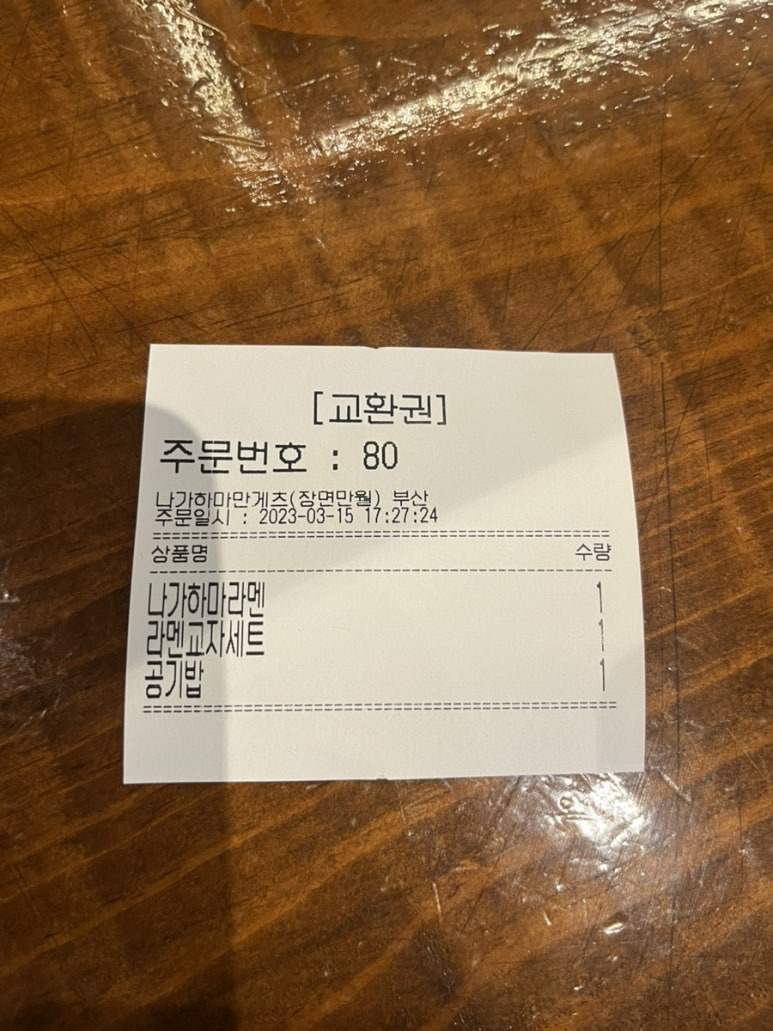 [교환권]
주문번호 : 80
나가하마만게츠(장면만월) 부산
주문일시 : 2023-03-15 17:27:24
==========================================
상품명 수량
------------------------------------------
나가하마라멘 1
라멘교자세트 1
공기밥 1
==========================================